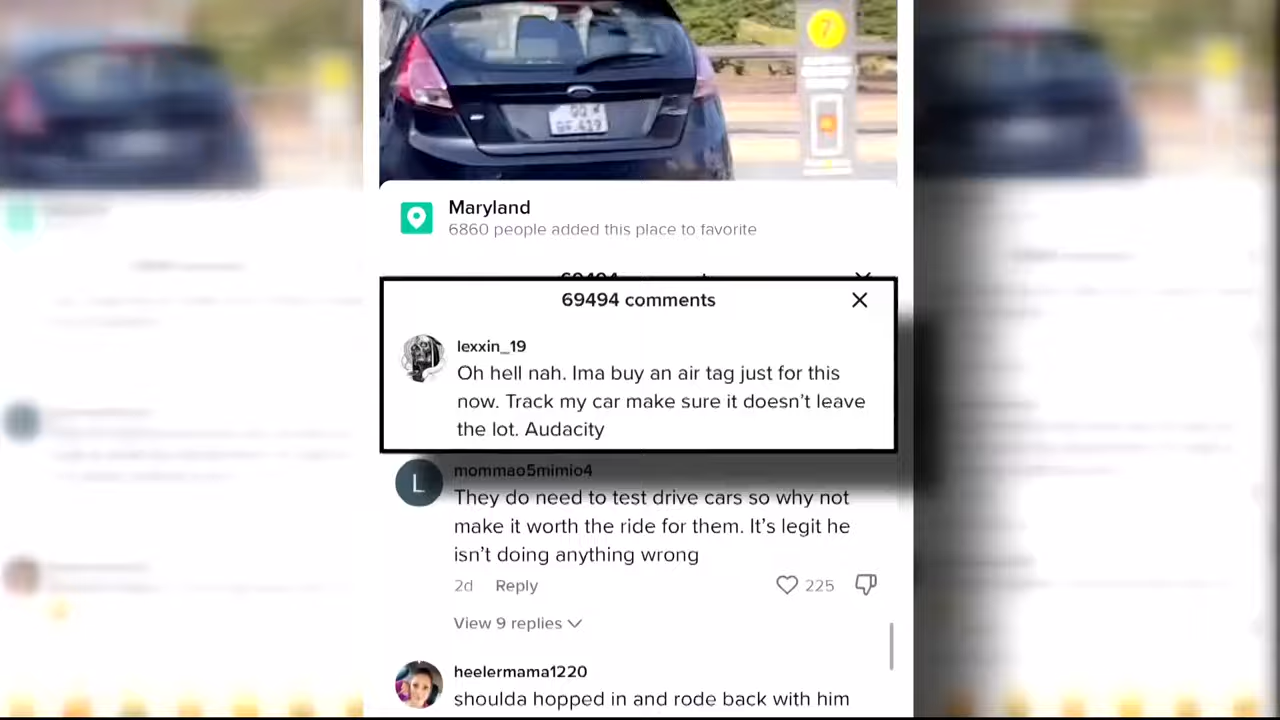 7
Maryland
6860 people added this place to favorite
69494 comments
lexxin_19
Oh hell nah. Ima buy an air tag just for this
now. Track my car make sure it doesn't leave
the lot. Audacity
L
mommao5mimio4
They do need to test drive cars so why not
make it worth the ride for them. It's legit he
isn't doing anything wrong
2d Reply
225
View 9 replies
heelermama1220
shoulda hopped in and rode back with him